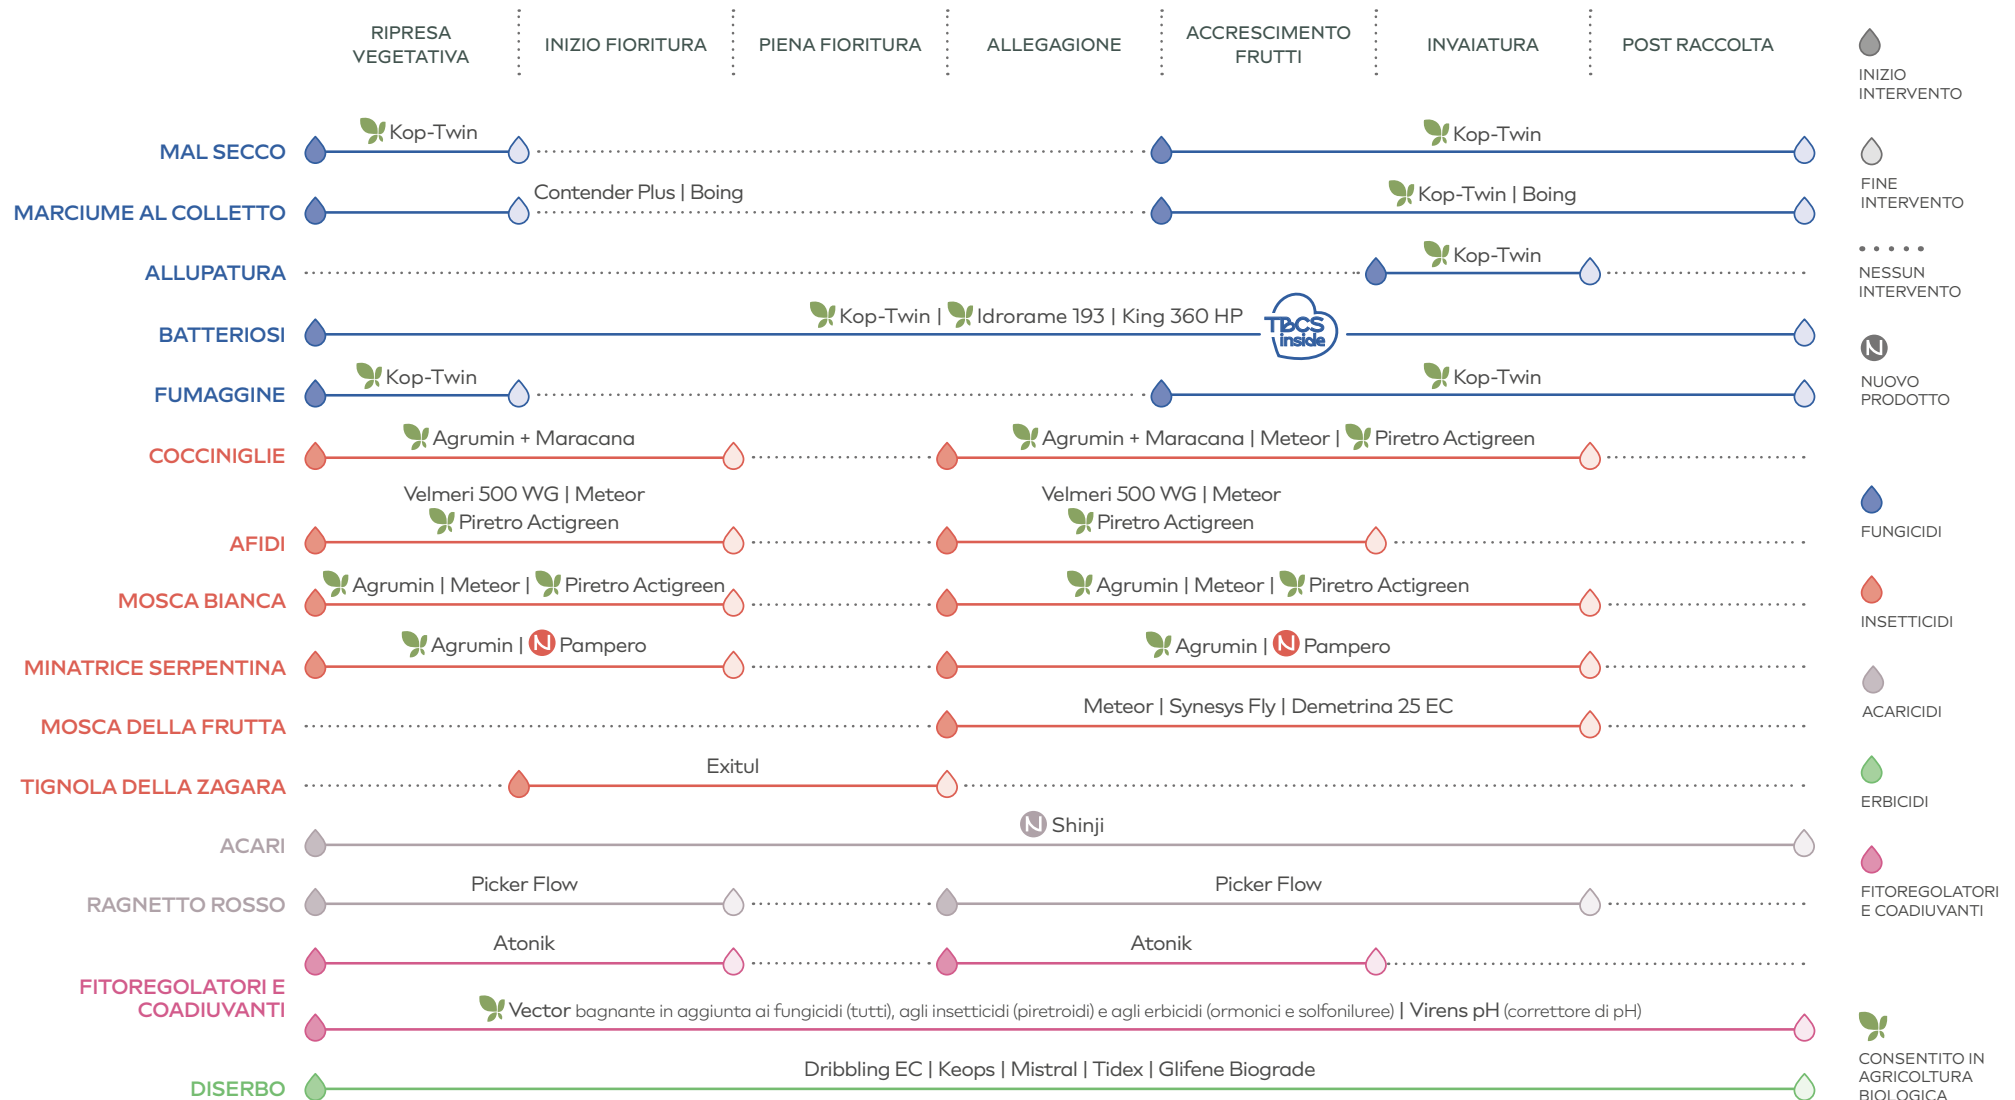 RIPRESA
VEGETATIVA
INIZIO FIORITURA
PIENA FIORITURA
ALLEGAGIONE
ACCRESCIMENTO
FRUTTI
INVAIATURA
POST RACCOLTA
INIZIO
INTERVENTO
FINE
INTERVENTO
NESSUN
INTERVENTO
N
NUOVO
PRODOTTO
FUNGICIDI
INSETTICIDI
ACARICIDI
ERBICIDI
FITOREGOLATORI
E COADIUVANTI
CONSENTITO IN
AGRICOLTURA
BIOLOGICA
MAL SECCO
Kop-Twin
Kop-Twin
MARCIUME AL COLLETTO
Contender Plus | Boing
Kop-Twin | Boing
ALLUPATURA
Kop-Twin
BATTERIOSI
Kop-Twin | Idrorame 193 | King 360 HP
TBCS
inside
FUMAGGINE
Kop-Twin
Kop-Twin
COCCINIGLIE
Agrumin + Maracana
Agrumin + Maracana | Meteor | Piretro Actigreen
AFIDI
Velmeri 500 WG | Meteor
Piretro Actigreen
Velmeri 500 WG | Meteor
Piretro Actigreen
MOSCA BIANCA
Agrumin | Meteor | Piretro Actigreen
Agrumin | Meteor | Piretro Actigreen
MINATRICE SERPENTINA
Agrumin | N Pampero
Agrumin | N Pampero
MOSCA DELLA FRUTTA
Meteor | Synesys Fly | Demetrina 25 EC
TIGNOLA DELLA ZAGARA
Exitul
ACARI
N Shinji
RAGNETTO ROSSO
Picker Flow
Picker Flow
FITOREGOLATORI E
COADIUVANTI
Atonik
Atonik
Vector bagnante in aggiunta ai fungicidi (tutti), agli insetticidi (piretroidi) e agli erbicidi (ormonici e solfoniluree) | Virens pH (correttore di pH)
DISERBO
Dribbling EC | Keops | Mistral | Tidex | Glifene Biograde